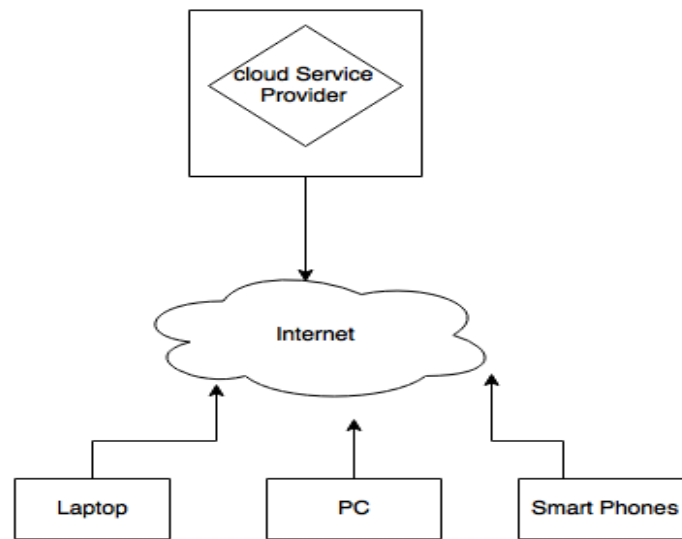 cloud Service
Provider
Internet
Laptop
PC
Smart Phones